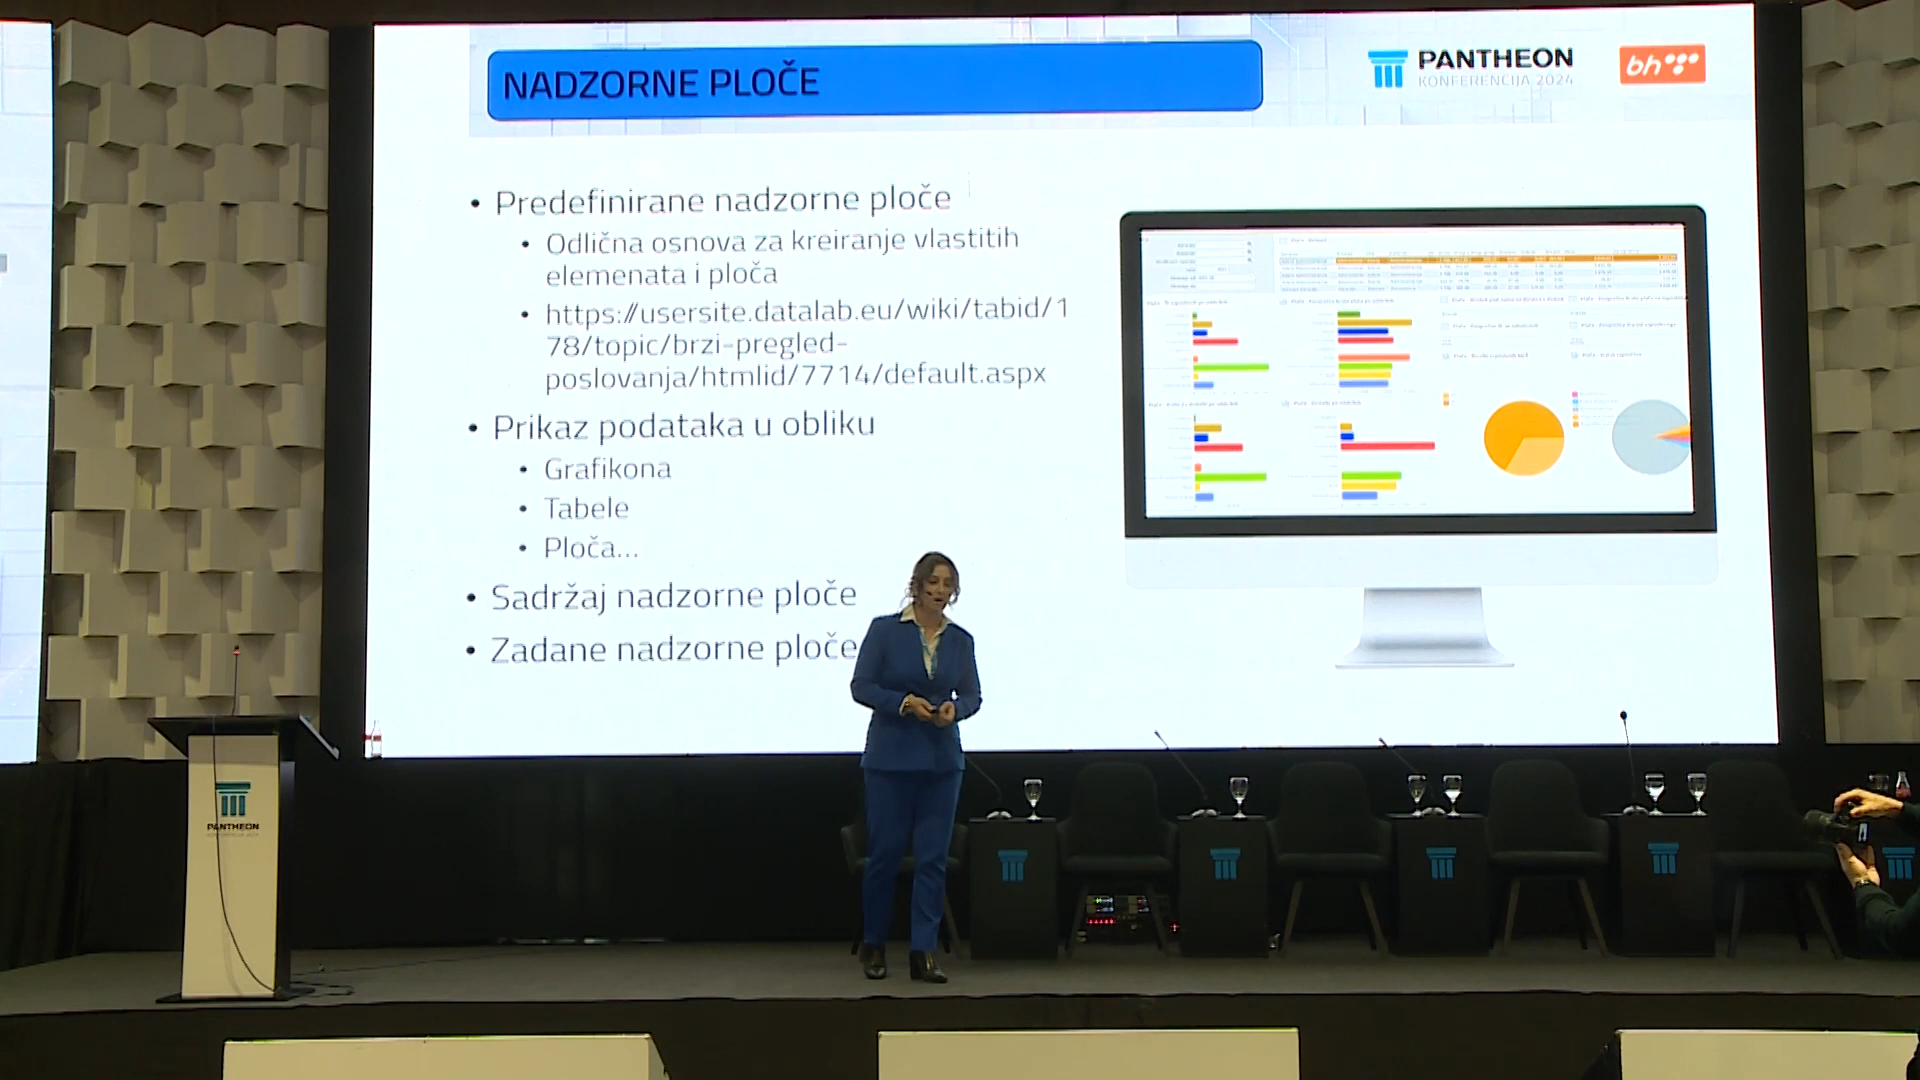 NADZORNE PLOČE
PANTHEON
KONFERENCIJA 2024
bh
• Predefinirane nadzorne ploče
• Odlična osnova za kreiranje vlastitih
elemenata i ploča
• https://usersite.datalab.eu/wiki/tabid/1
78/topic/brzi-pregled-
poslovanja/htmlid/7714/default.aspx
• Prikaz podataka u obliku
• Grafikona
• Tabele
• Ploča...
• Sadržaj nadzorne ploče
• Zadane nadzorne ploče
PANTHEON